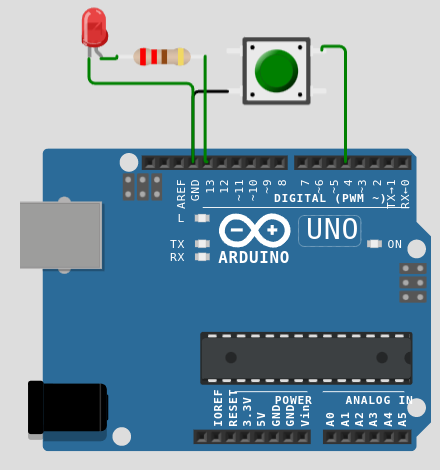 AREF
GND
13
12
~11
~10
~9
8
7
~6
~5
4
~3
2
TX→1
RX←0
DIGITAL (PWM ~)
L
TX
RX
UNO
ARDUINO
ON
IOREF
RESET
3.3V
5V
GND
GND
Vin
POWER
ANALOG IN
A0
A1
A2
A3
A4
A5